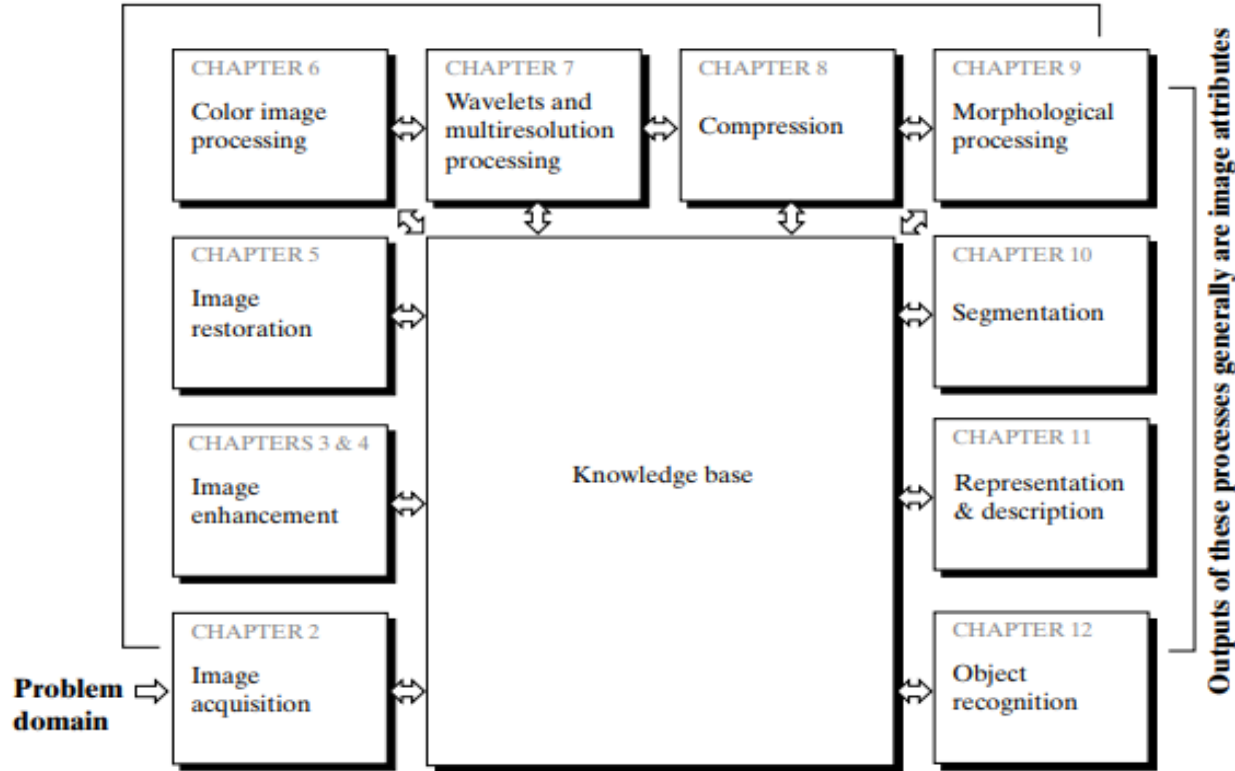 CHAPTER 6
Color image
processing
CHAPTER 7
Wavelets and
multiresolution
processing
CHAPTER 8
Compression
CHAPTER 9
Morphological
processing
CHAPTER 5
Image
restoration
CHAPTER 10
Segmentation
CHAPTERS 3 & 4
Image
enhancement
Knowledge base
CHAPTER 11
Representation
& description
CHAPTER 2
Image
acquisition
CHAPTER 12
Object
recognition
Problem
domain
Outputs of these processes generally are image attributes